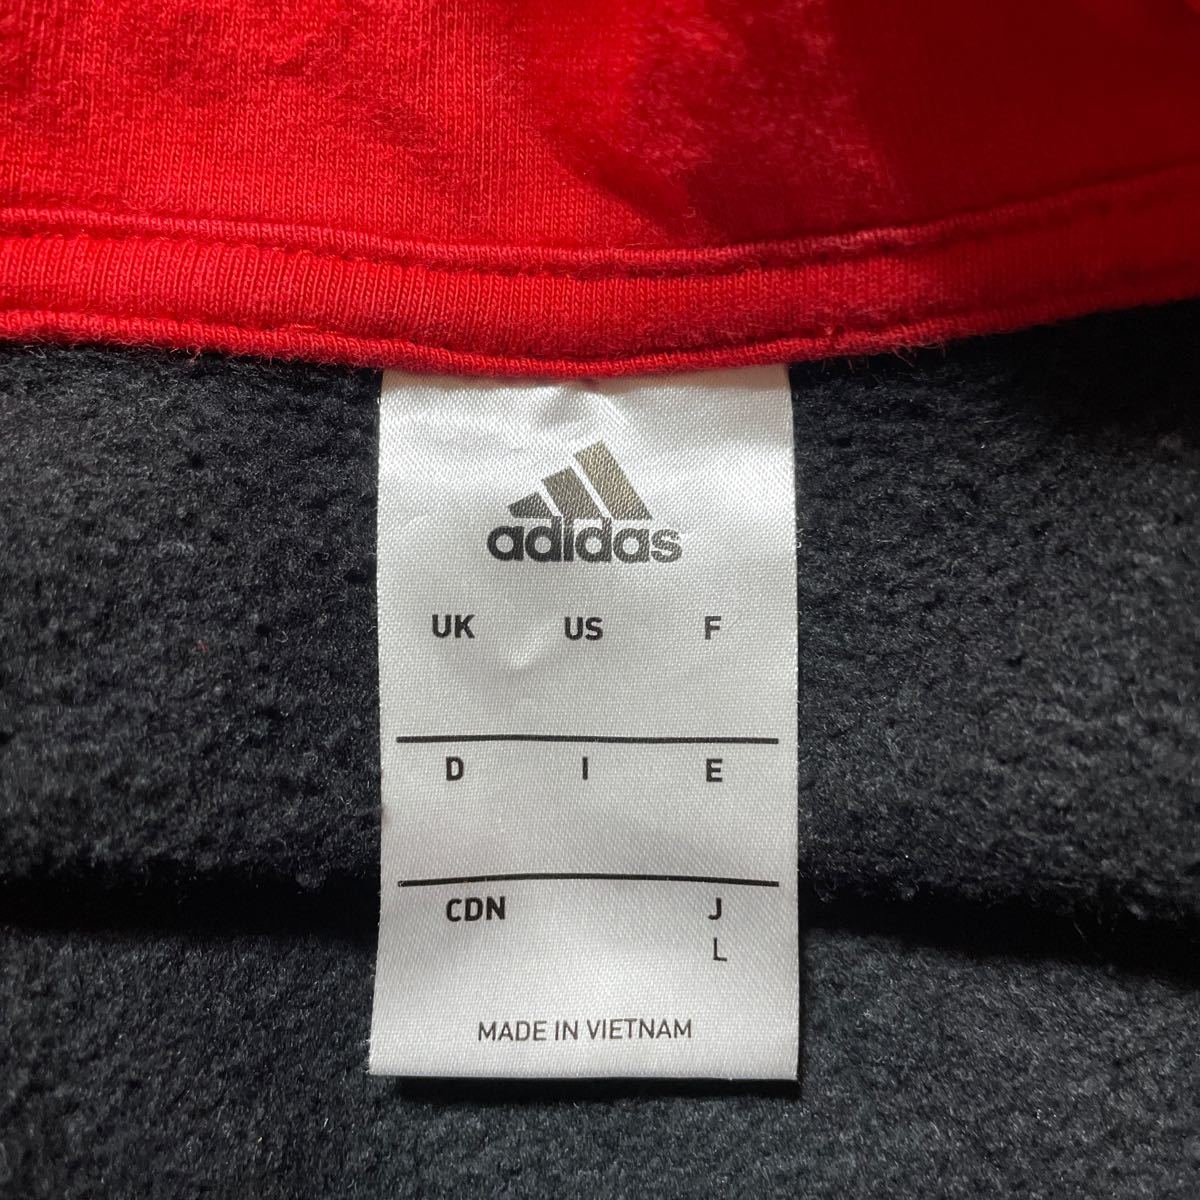 adidas
UK US F
D I E
CDN J
L
MADE IN VIETNAM